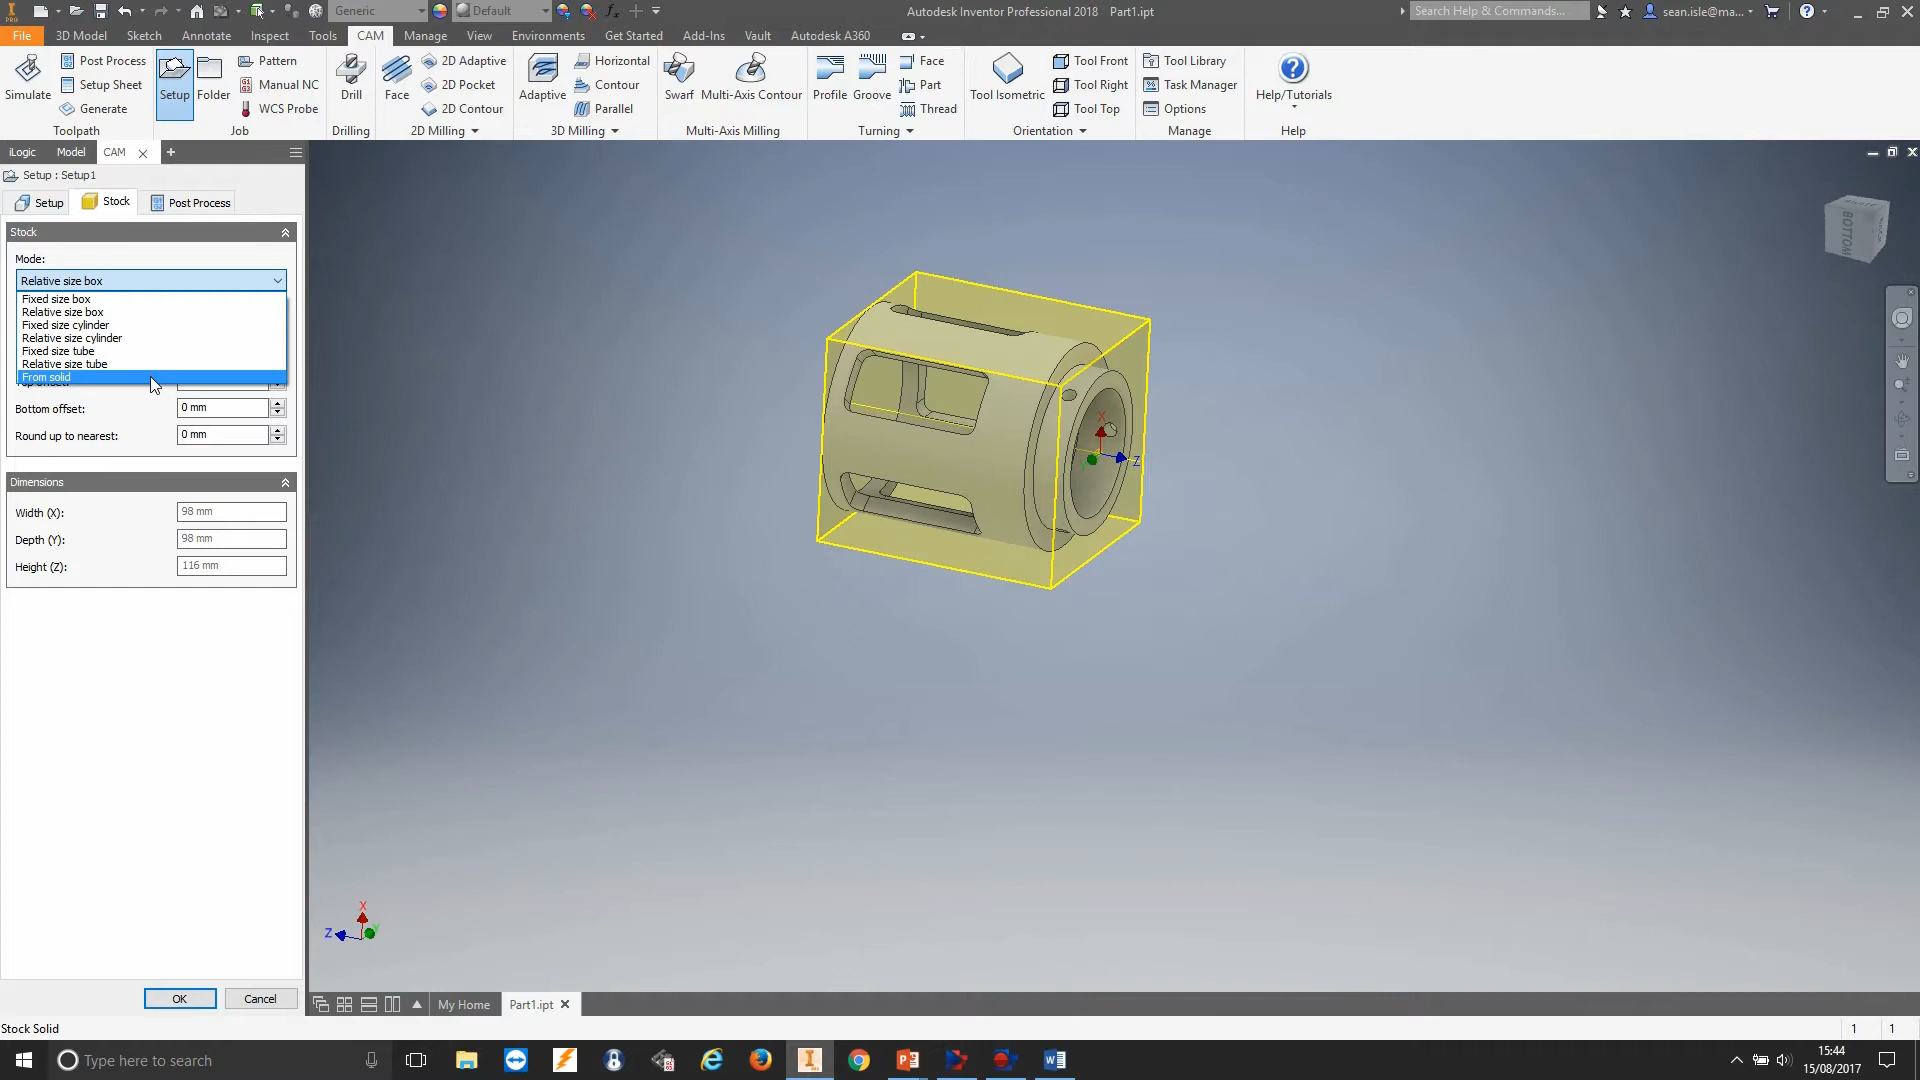 Generic
Default
Autodesk Inventor Professional 2018 Part1.ipt
Search Help & Commands...
sean.isle@ma...
File
3D Model
Sketch
Annotate
Inspect
Tools
CAM
Manage
View
Environments
Get Started
Add-Ins
Vault
Autodesk A360
Simulate
Post Process
Setup Sheet
Generate
Toolpath
Setup
Folder
Pattern
Manual NC
WCS Probe
Job
Drill
Drilling
Face
2D Adaptive
2D Pocket
2D Contour
2D Milling
Adaptive
Horizontal
Contour
Parallel
3D Milling
Swarf
Multi-Axis Contour
Multi-Axis Milling
Profile
Groove
Face
Part
Thread
Turning
Tool Isometric
Tool Front
Tool Right
Tool Top
Orientation
Tool Library
Task Manager
Options
Manage
Help/Tutorials
Help
iLogic
Model
CAM
Setup : Setup1
Setup
Stock
Post Process
Stock
Mode:
Relative size box
Fixed size box
Relative size box
Fixed size cylinder
Relative size cylinder
Fixed size tube
Relative size tube
From solid
Bottom offset:
0 mm
Round up to nearest:
0 mm
Dimensions
Width (X):
98 mm
Depth (Y):
98 mm
Height (Z):
116 mm
OK
Cancel
BOTTOM
X
Z
Y
X
Z
Y
My Home
Part1.ipt
Stock Solid
1
1
Type here to search
15:44
15/08/2017